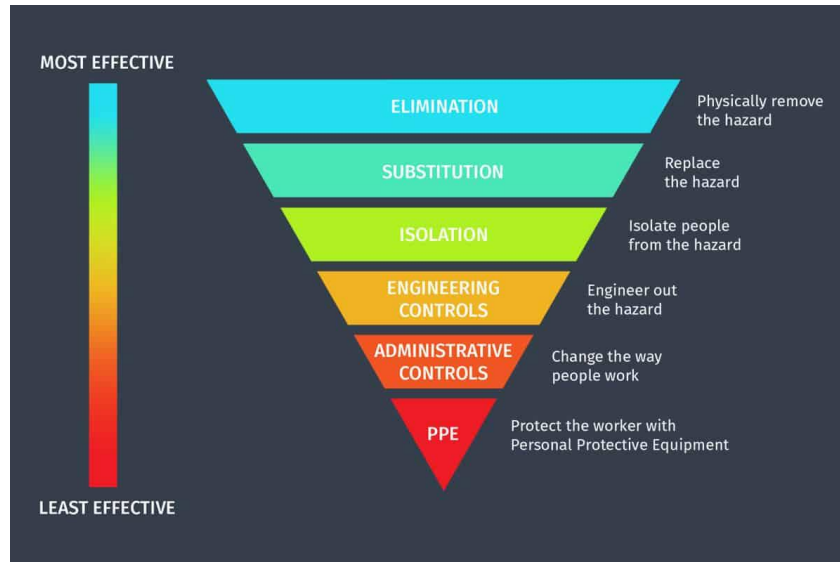 MOST EFFECTIVE
ELIMINATION
Physically remove
the hazard
SUBSTITUTION
Replace
the hazard
ISOLATION
Isolate people
from the hazard
ENGINEERING
CONTROLS
Engineer out
the hazard
ADMINISTRATIVE
CONTROLS
Change the way
people work
PPE
Protect the worker with
Personal Protective Equipment
LEAST EFFECTIVE